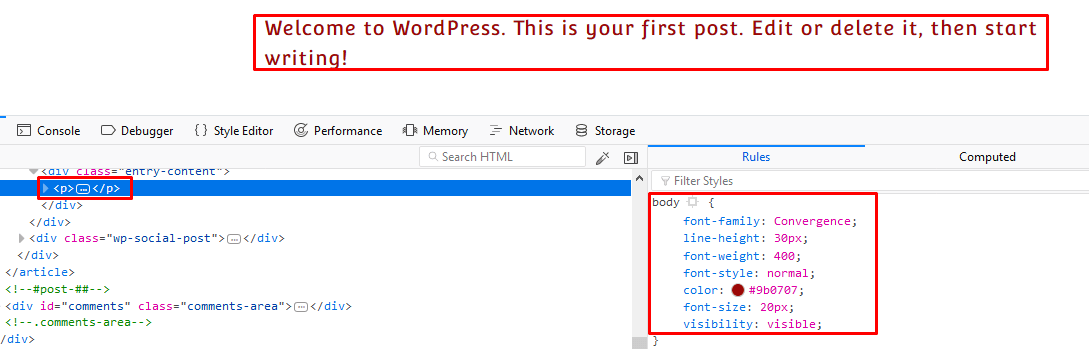 Welcome to WordPress. This is your first post. Edit or delete it, then start
writing!
Console Debugger { } Style Editor Performance Memory Network Storage
Search HTML
<div class="entry-content">
<p>…</p>
</div>
</div>
<div class="wp-social-post">…</div>
</div>
</article>
<!--#post-##-->
<div id="comments" class="comments-area">…</div>
<!--.comments-area-->
/div>
Rules Computed
Filter Styles
body {
font-family: Convergence;
line-height: 30px;
font-weight: 400;
font-style: normal;
color: #9b0707;
font-size: 20px;
visibility: visible;
}